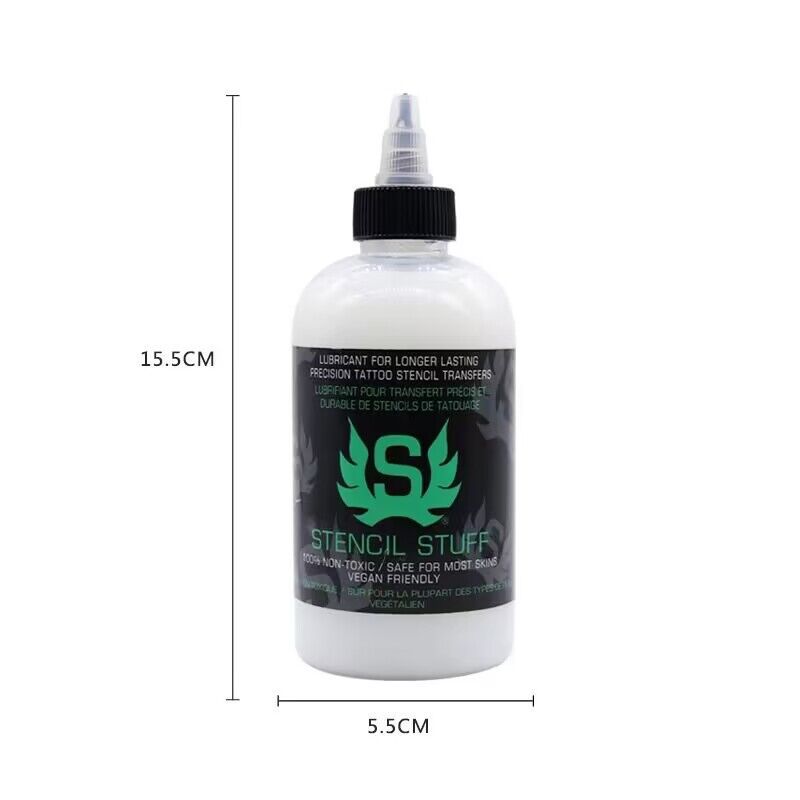 15.5CM
LUBRICANT FOR LONGER LASTING
PRECISION TATTOO STENCIL TRANSFERS
LUBRIFIANT POUR TRANSFERT PRÉCIS ET
DURABLE DE STENCILS DE TATOUAGE
S
®
STENCIL STUFF
100% NON-TOXIC / SAFE FOR MOST SKINS
VEGAN FRIENDLY
/ SUR POUR LA PLUPART DES TYPES DE
VÉGÉTALIEN
5.5CM